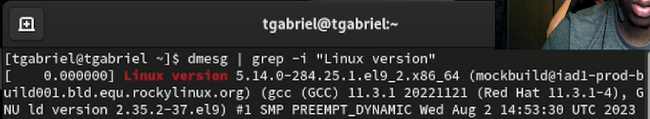 tgabriel@tgabriel:~
[tgabriel@tgabriel ~]$ dmesg | grep -i "Linux version"
[    0.000000] Linux version 5.14.0-284.25.1.el9_2.x86_64 (mockbuild@iad1-prod-b
uild001.bld.equ.rockylinux.org) (gcc (GCC) 11.3.1 20221121 (Red Hat 11.3.1-4), G
NU ld version 2.35.2-37.el9) #1 SMP PREEMPT_DYNAMIC Wed Aug 2 14:53:30 UTC 2023